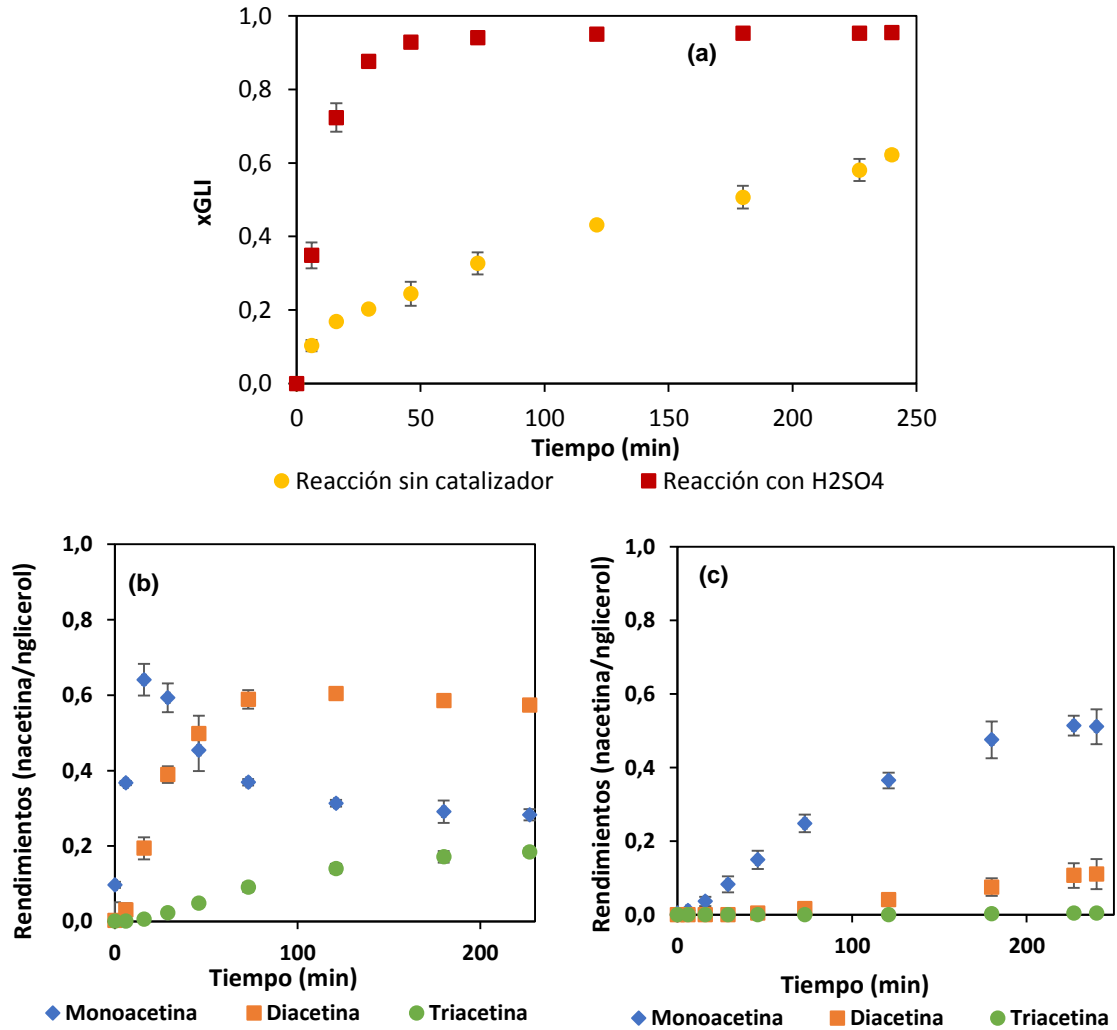 1,0
(a)
0,8
0,6
xGLI
0,4
0,2
0,0
0 50 100 150 200 250
Tiempo (min)
Reacción sin catalizador Reacción con H2SO4
1,0
(b)
0,8
0,6
0,4
0,2
0,0
Rendimientos (nacetina/nglicerol)
0 100 200
Tiempo (min)
Monoacetina Diacetina Triacetina
1,0
(c)
0,8
0,6
0,4
0,2
0,0
Rendimientos (nacetina/nglicerol)
0 100 200
Tiempo (min)
Monoacetina Diacetina Triacetina